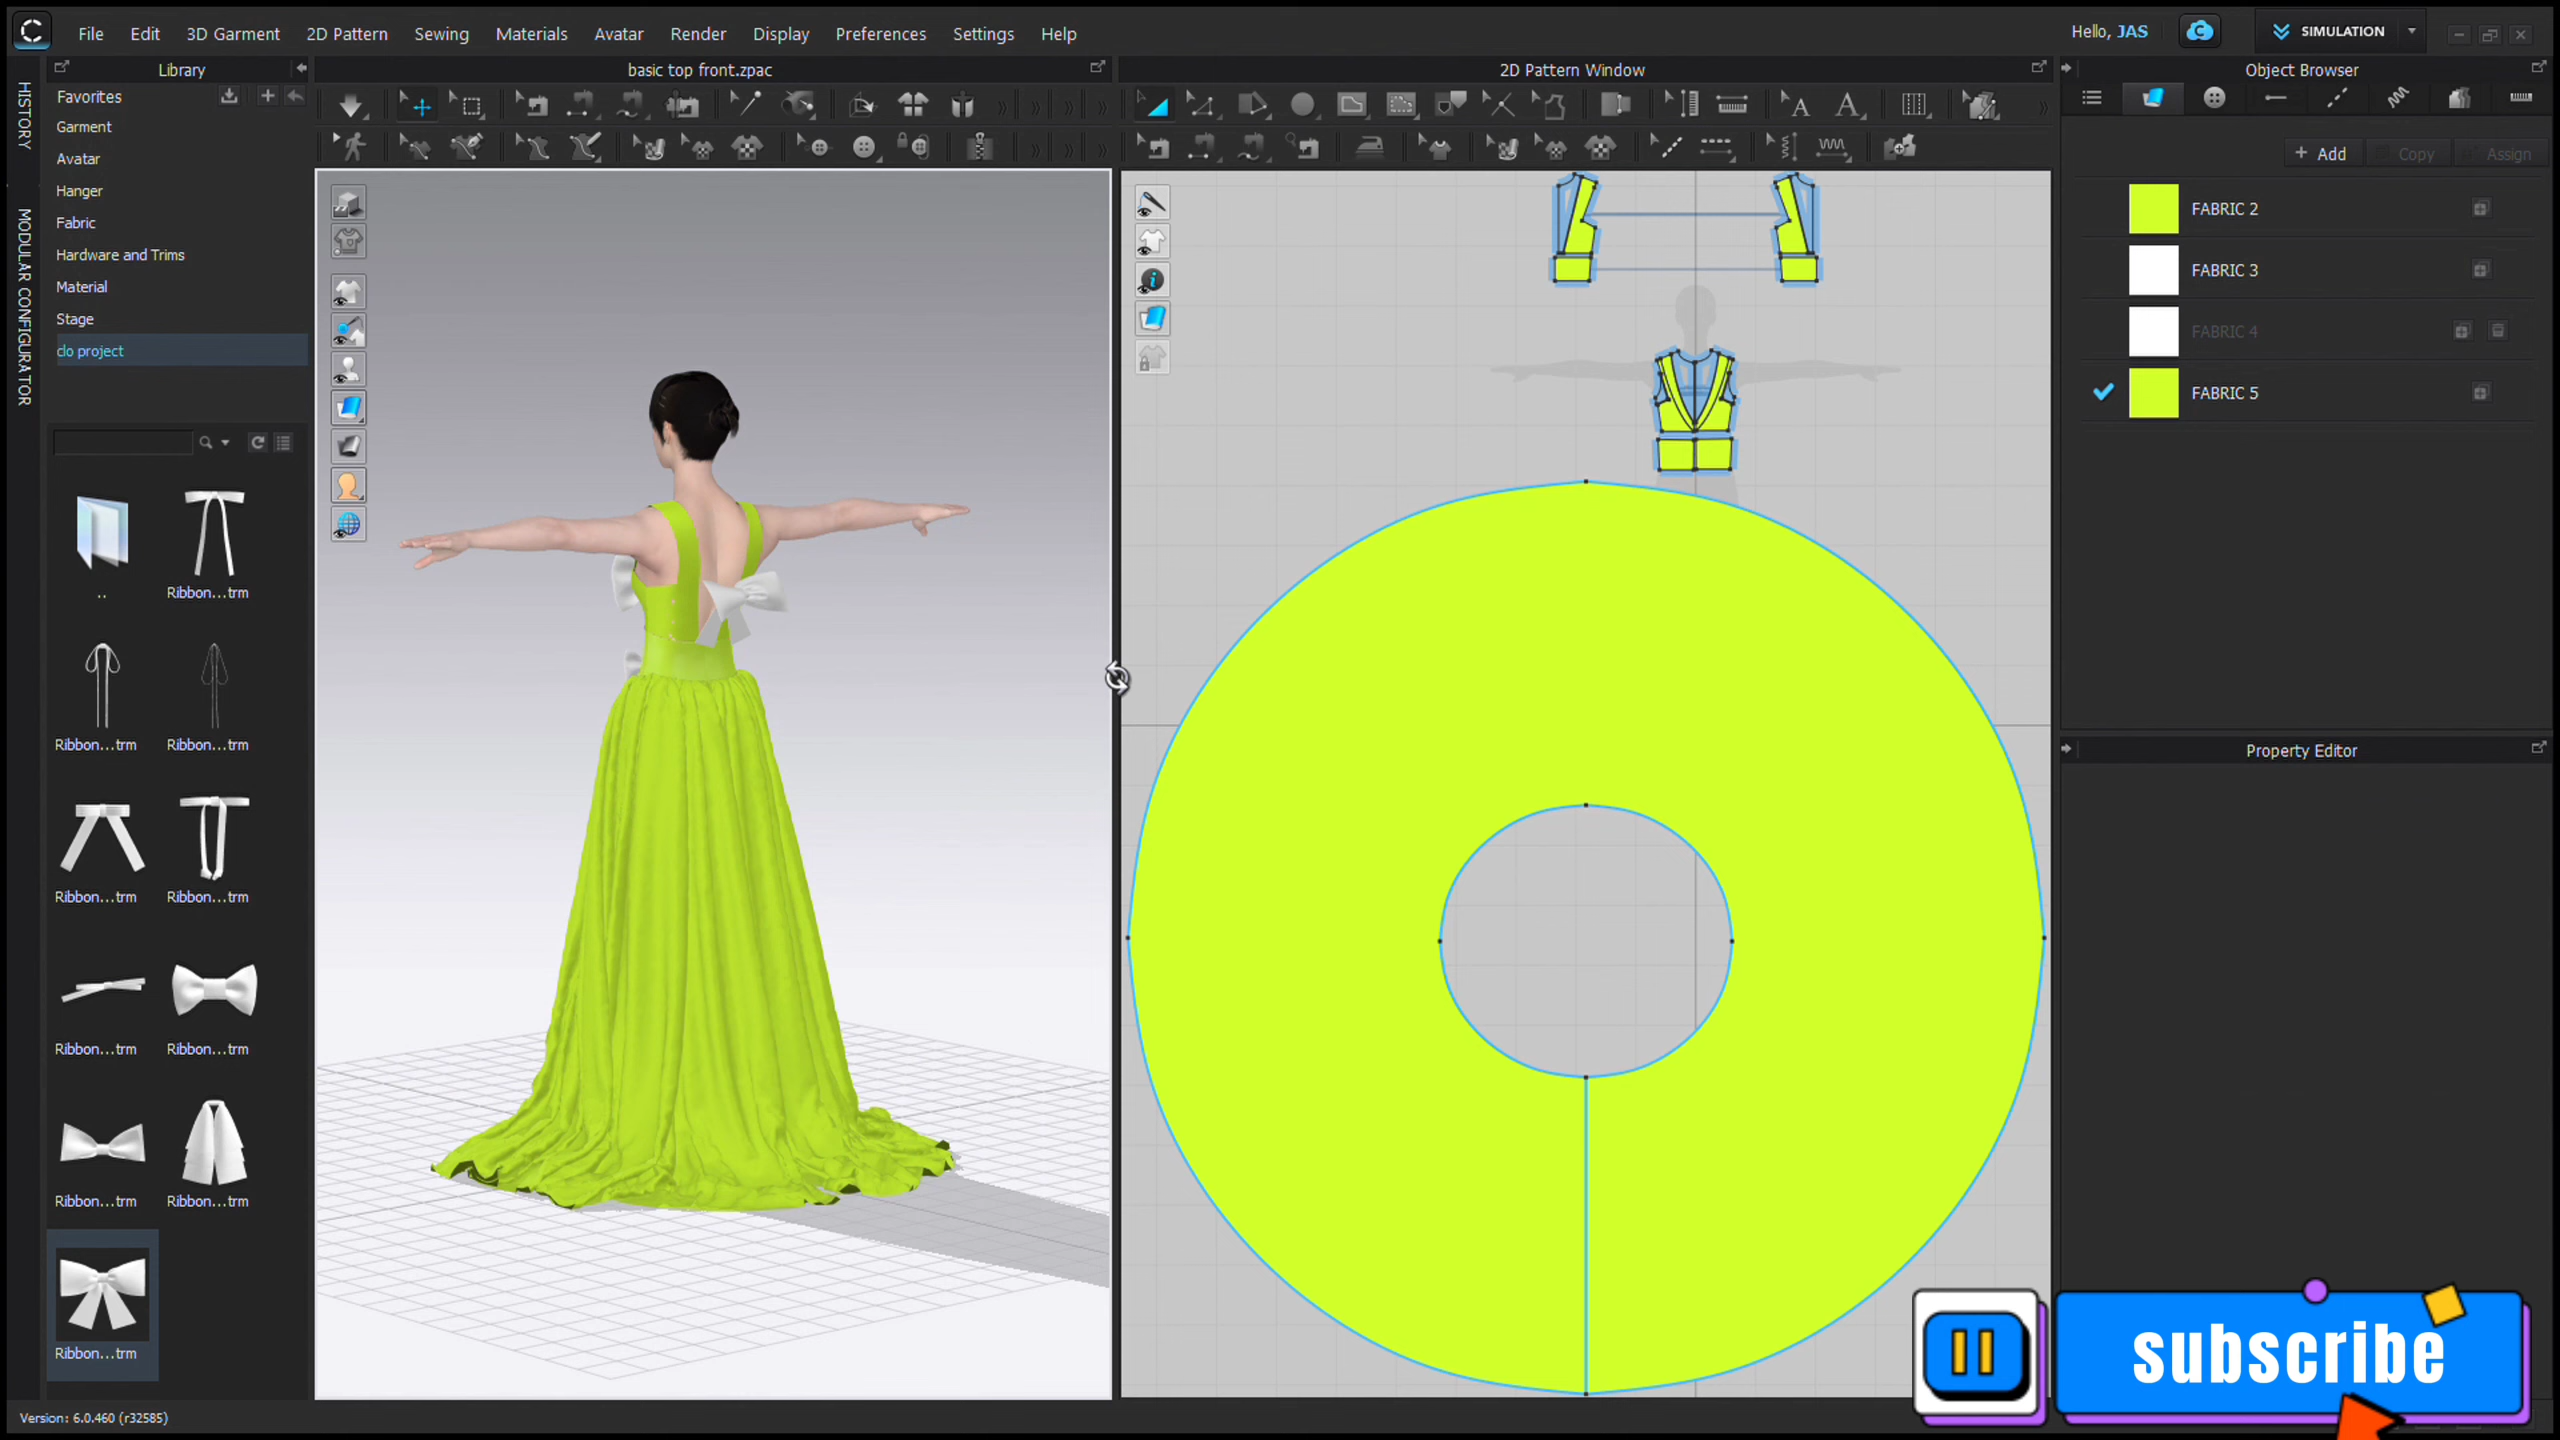 File Edit 3D Garment 2D Pattern Sewing Materials Avatar Render Display Preferences Settings Help
Hello, JAS
SIMULATION
HISTORY
MODULAR CONFIGURATOR
Library
Favorites
Garment
Avatar
Hanger
Fabric
Hardware and Trims
Material
Stage
clo project
..
Ribbon...trm
Ribbon...trm
Ribbon...trm
Ribbon...trm
Ribbon...trm
Ribbon...trm
Ribbon...trm
Ribbon...trm
Ribbon...trm
Ribbon...trm
Version: 6.0.460 (r32585)
basic top front.zpac
2D Pattern Window
Object Browser
+ Add Copy Assign
FABRIC 2
FABRIC 3
FABRIC 4
FABRIC 5
Property Editor
subscribe